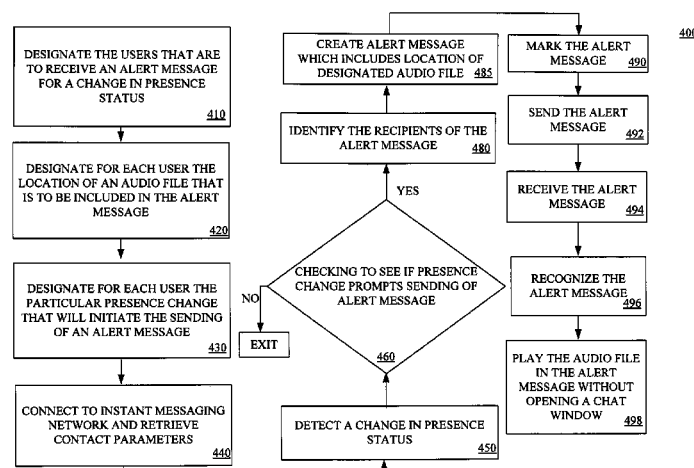 400
DESIGNATE THE USERS THAT ARE
TO RECEIVE AN ALERT MESSAGE
FOR A CHANGE IN PRESENCE
STATUS
410
DESIGNATE FOR EACH USER THE
LOCATION OF AN AUDIO FILE THAT
IS TO BE INCLUDED IN THE ALERT
MESSAGE
420
DESIGNATE FOR EACH USER THE
PARTICULAR PRESENCE CHANGE
THAT WILL INITIATE THE SENDING
OF AN ALERT MESSAGE
430
CONNECT TO INSTANT MESSAGING
NETWORK AND RETRIEVE
CONTACT PARAMETERS
440
DETECT A CHANGE IN PRESENCE
STATUS
450
CHECKING TO SEE IF PRESENCE
CHANGE PROMPTS SENDING OF
ALERT MESSAGE
460
NO
EXIT
YES
IDENTIFY THE RECIPIENTS OF THE
ALERT MESSAGE
480
CREATE ALERT MESSAGE
WHICH INCLUDES LOCATION OF
DESIGNATED AUDIO FILE
485
MARK THE ALERT
MESSAGE
490
SEND THE ALERT
MESSAGE
492
RECEIVE THE ALERT
MESSAGE
494
RECOGNIZE THE
ALERT MESSAGE
496
PLAY THE AUDIO FILE
IN THE ALERT
MESSAGE WITHOUT
OPENING A CHAT
WINDOW
498